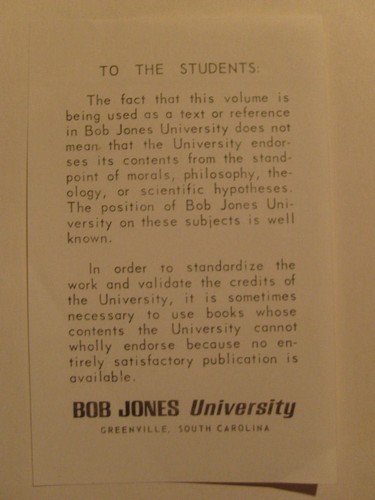 TO THE STUDENTS:
The fact that this volume is
being used as a text or reference
in Bob Jones University does not
mean that the University endor-
ses its contents from the stand-
point of morals, philosophy, the-
ology, or scientific hypotheses.
The position of Bob Jones Uni-
versity on these subjects is well
known.
In order to standardize the
work and validate the credits of
the University, it is sometimes
necessary to use books whose
contents the University cannot
wholly endorse because no en-
tirely satisfactory publication is
available.
BOB JONES University
GREENVILLE, SOUTH CAROLINA